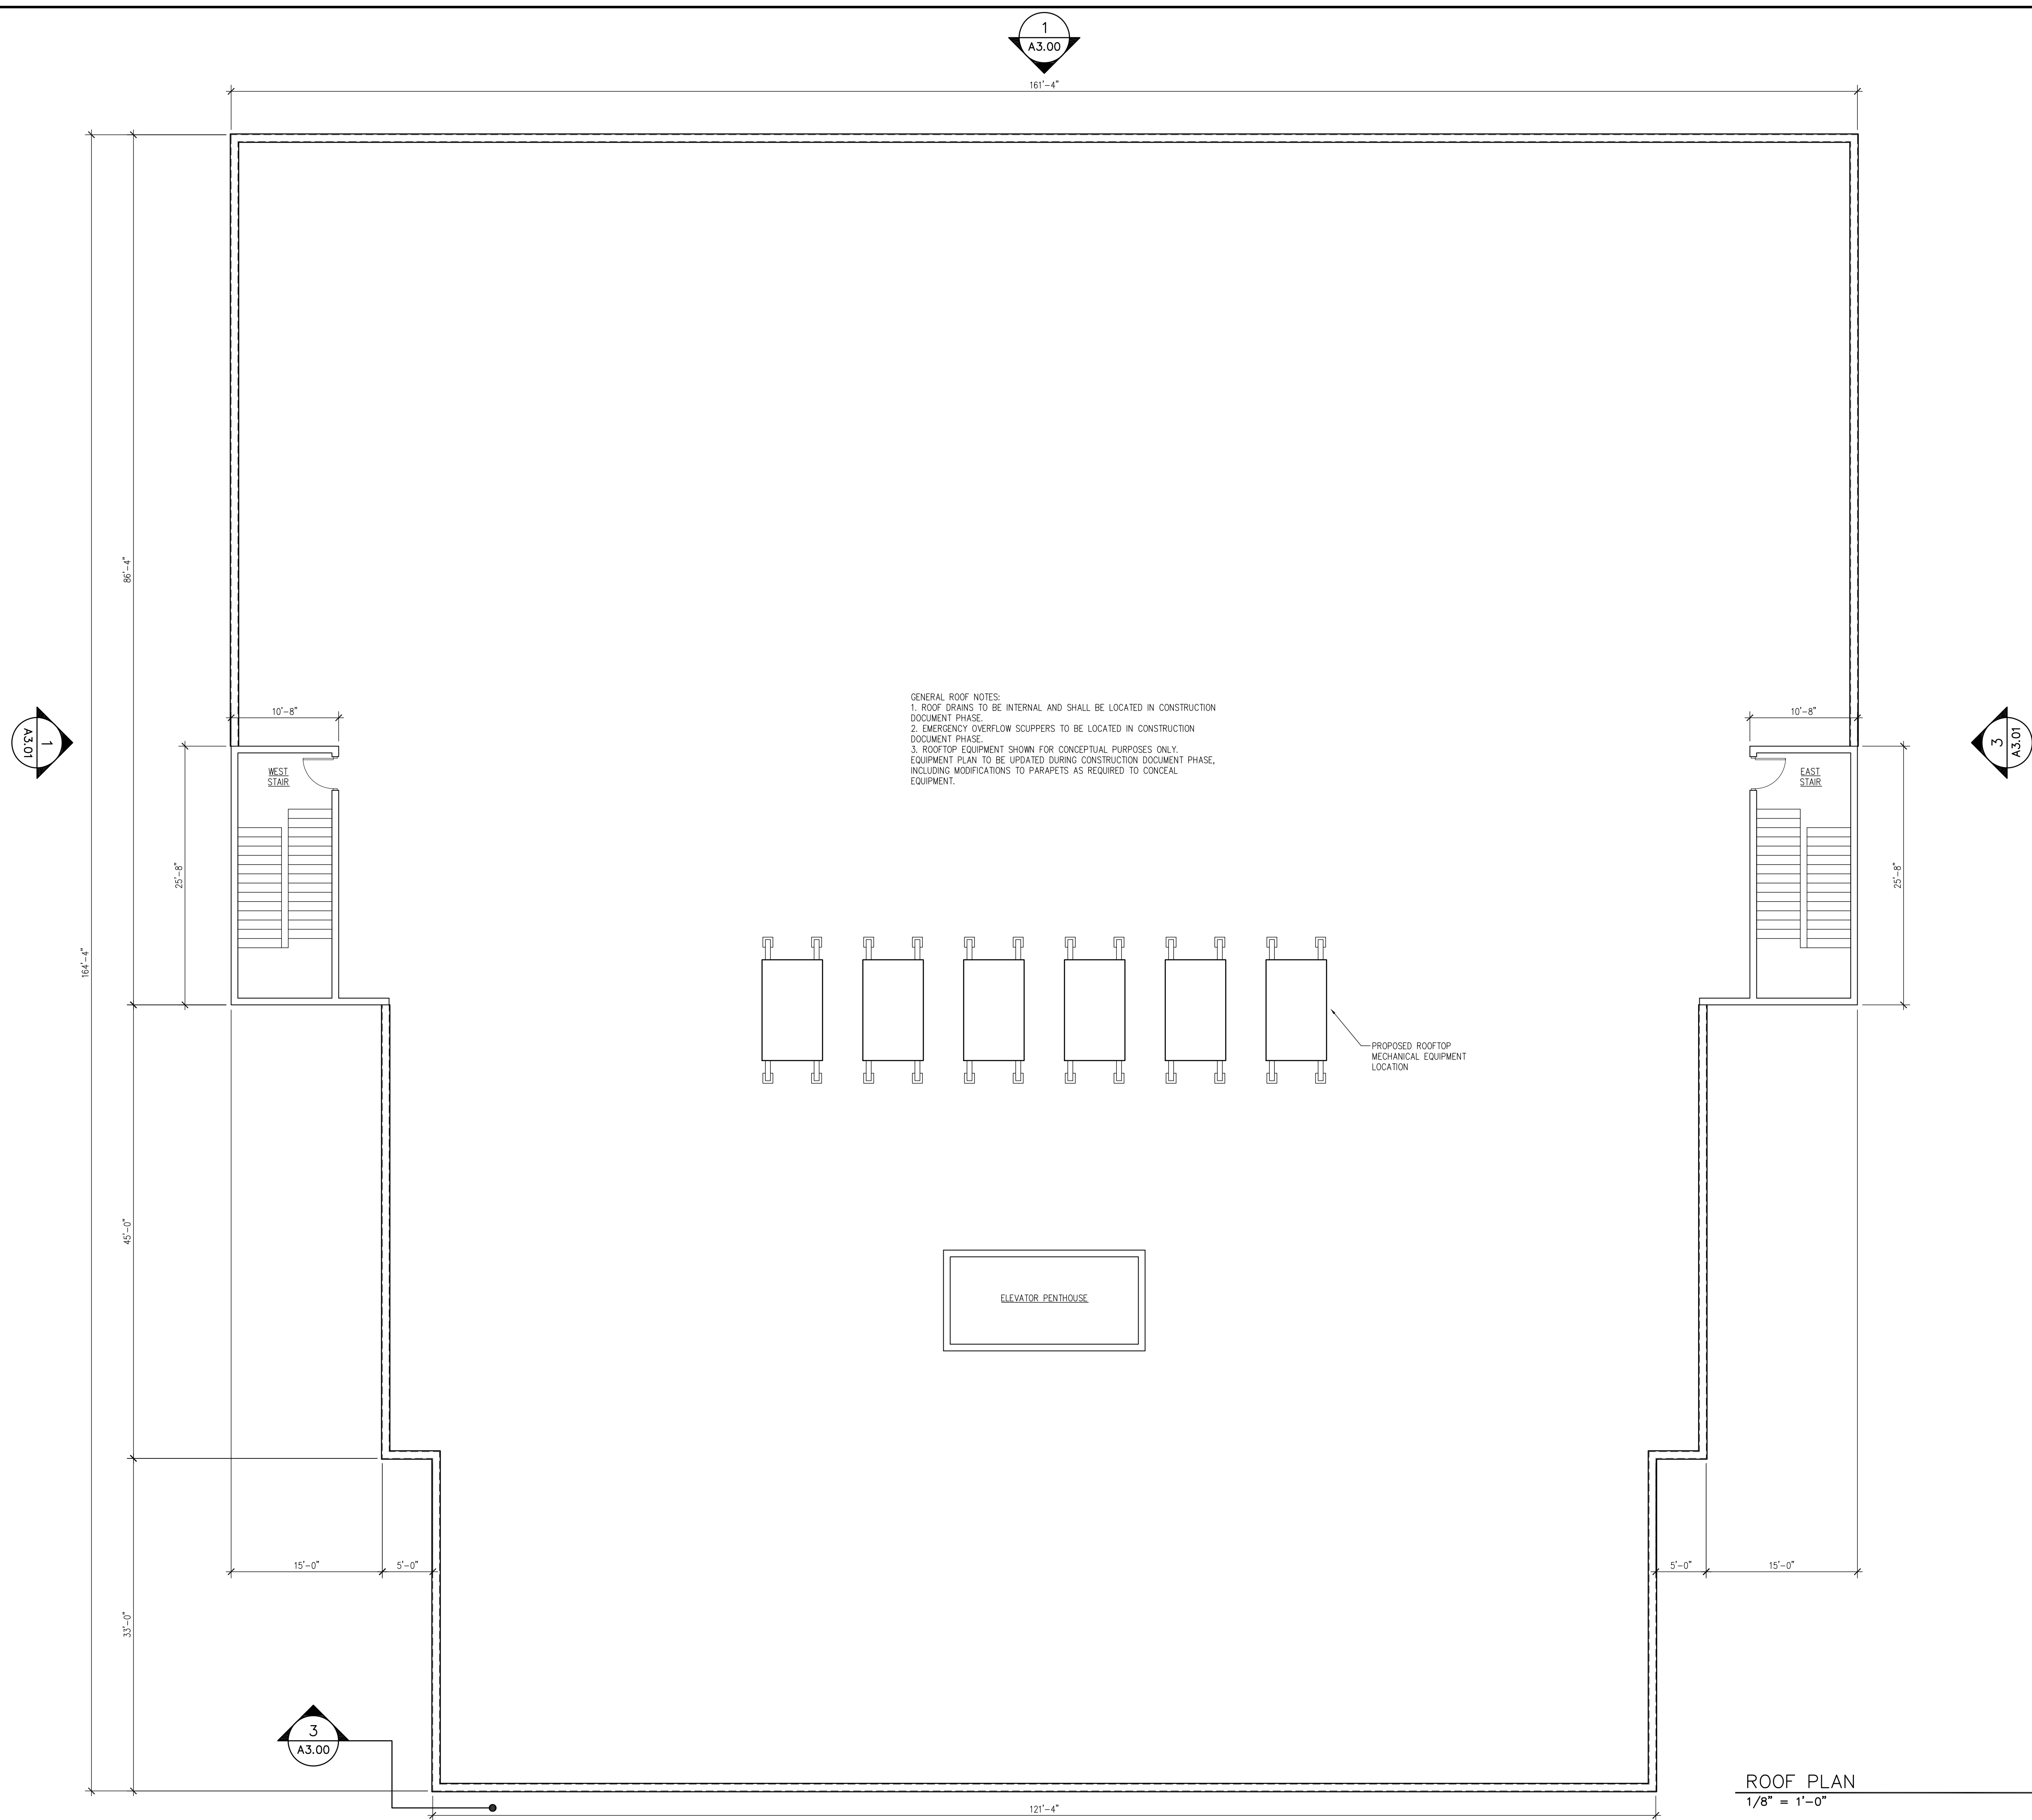 1
A3.00
161'-4"
86'-4"
GENERAL ROOF NOTES:
1. ROOF DRAINS TO BE INTERNAL AND SHALL BE LOCATED IN CONSTRUCTION
DOCUMENT PHASE.
2. EMERGENCY OVERFLOW SCUPPERS TO BE LOCATED IN CONSTRUCTION
DOCUMENT PHASE.
3. ROOFTOP EQUIPMENT SHOWN FOR CONCEPTUAL PURPOSES ONLY.
EQUIPMENT PLAN TO BE UPDATED DURING CONSTRUCTION DOCUMENT PHASE,
INCLUDING MODIFICATIONS TO PARAPETS AS REQUIRED TO CONCEAL
EQUIPMENT.
10'-8"
10'-8"
1
A3.01
3
A3.01
WEST
STAIR
EAST
STAIR
25'-8"
25'-8"
164'-4"
PROPOSED ROOFTOP
MECHANICAL EQUIPMENT
LOCATION
45'-0"
ELEVATOR PENTHOUSE
15'-0"
5'-0"
5'-0"
15'-0"
33'-0"
3
A3.00
121'-4"
ROOF PLAN
1/8" = 1'-0"